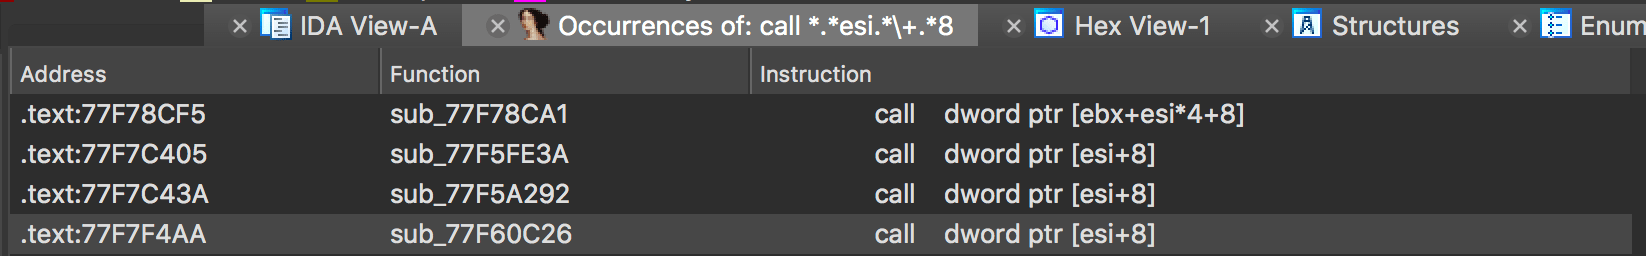 × IDA View-A × Occurrences of: call *.*esi.*\+.*8 × Hex View-1 × A Structures × Enum
Address Function Instruction
.text:77F78CF5 sub_77F78CA1 call dword ptr [ebx+esi*4+8]
.text:77F7C405 sub_77F5FE3A call dword ptr [esi+8]
.text:77F7C43A sub_77F5A292 call dword ptr [esi+8]
.text:77F7F4AA sub_77F60C26 call dword ptr [esi+8]